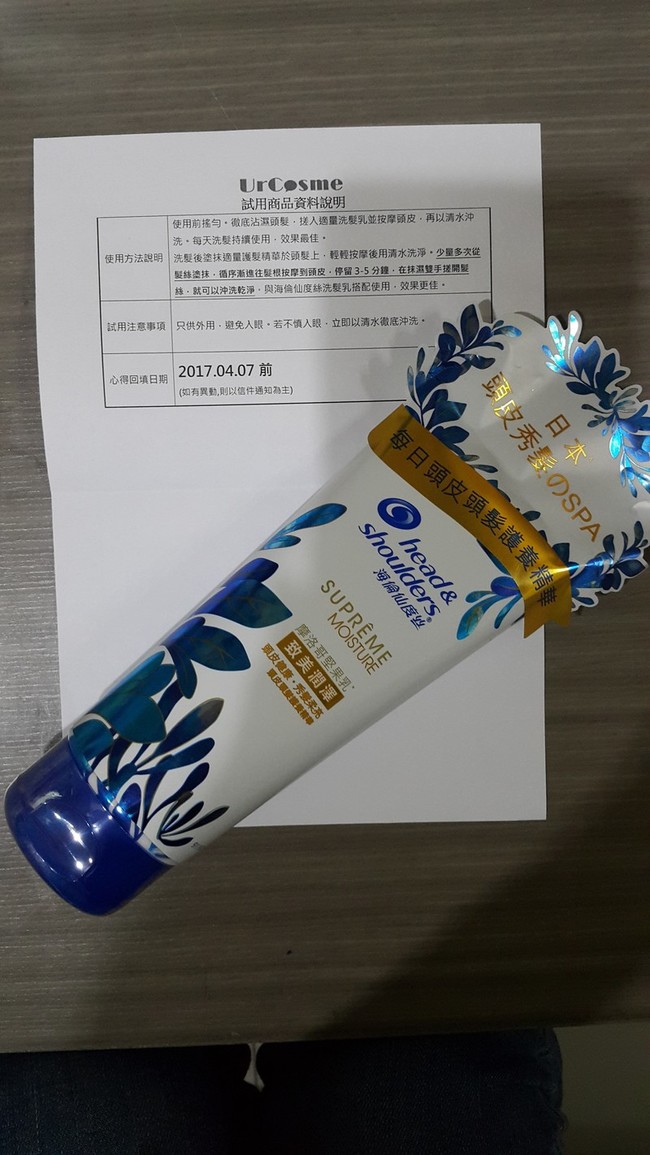 UrCosme
試用商品資料說明
使用方法說明
使用前搖勻。徹底沾濕頭髮，搓入適量洗髮乳並按摩頭皮，再以清水沖
洗。每天洗髮持續使用，效果最佳。
洗髮後塗抹適量護髮精華於頭髮上，輕輕按摩後用清水洗淨。少量多次從
髮絲塗抹，循序漸進往髮根按摩到頭皮，停留 3-5 分鐘，在抹濕雙手搓開髮
絲，就可以沖洗乾淨，與海倫仙度絲洗髮乳搭配使用，效果更佳。
試用注意事項
只供外用，避免入眼。若不慎入眼，立即以清水徹底沖洗。
心得回填日期
2017.04.07 前
(如有異動,則以信件通知為主)
日本
頭皮秀髮のSPA
每日頭皮頭髮護養精華
head&
shoulders®
海倫仙度絲
SUPRÊME
MOISTURE
摩洛哥堅果乳
致美潤澤